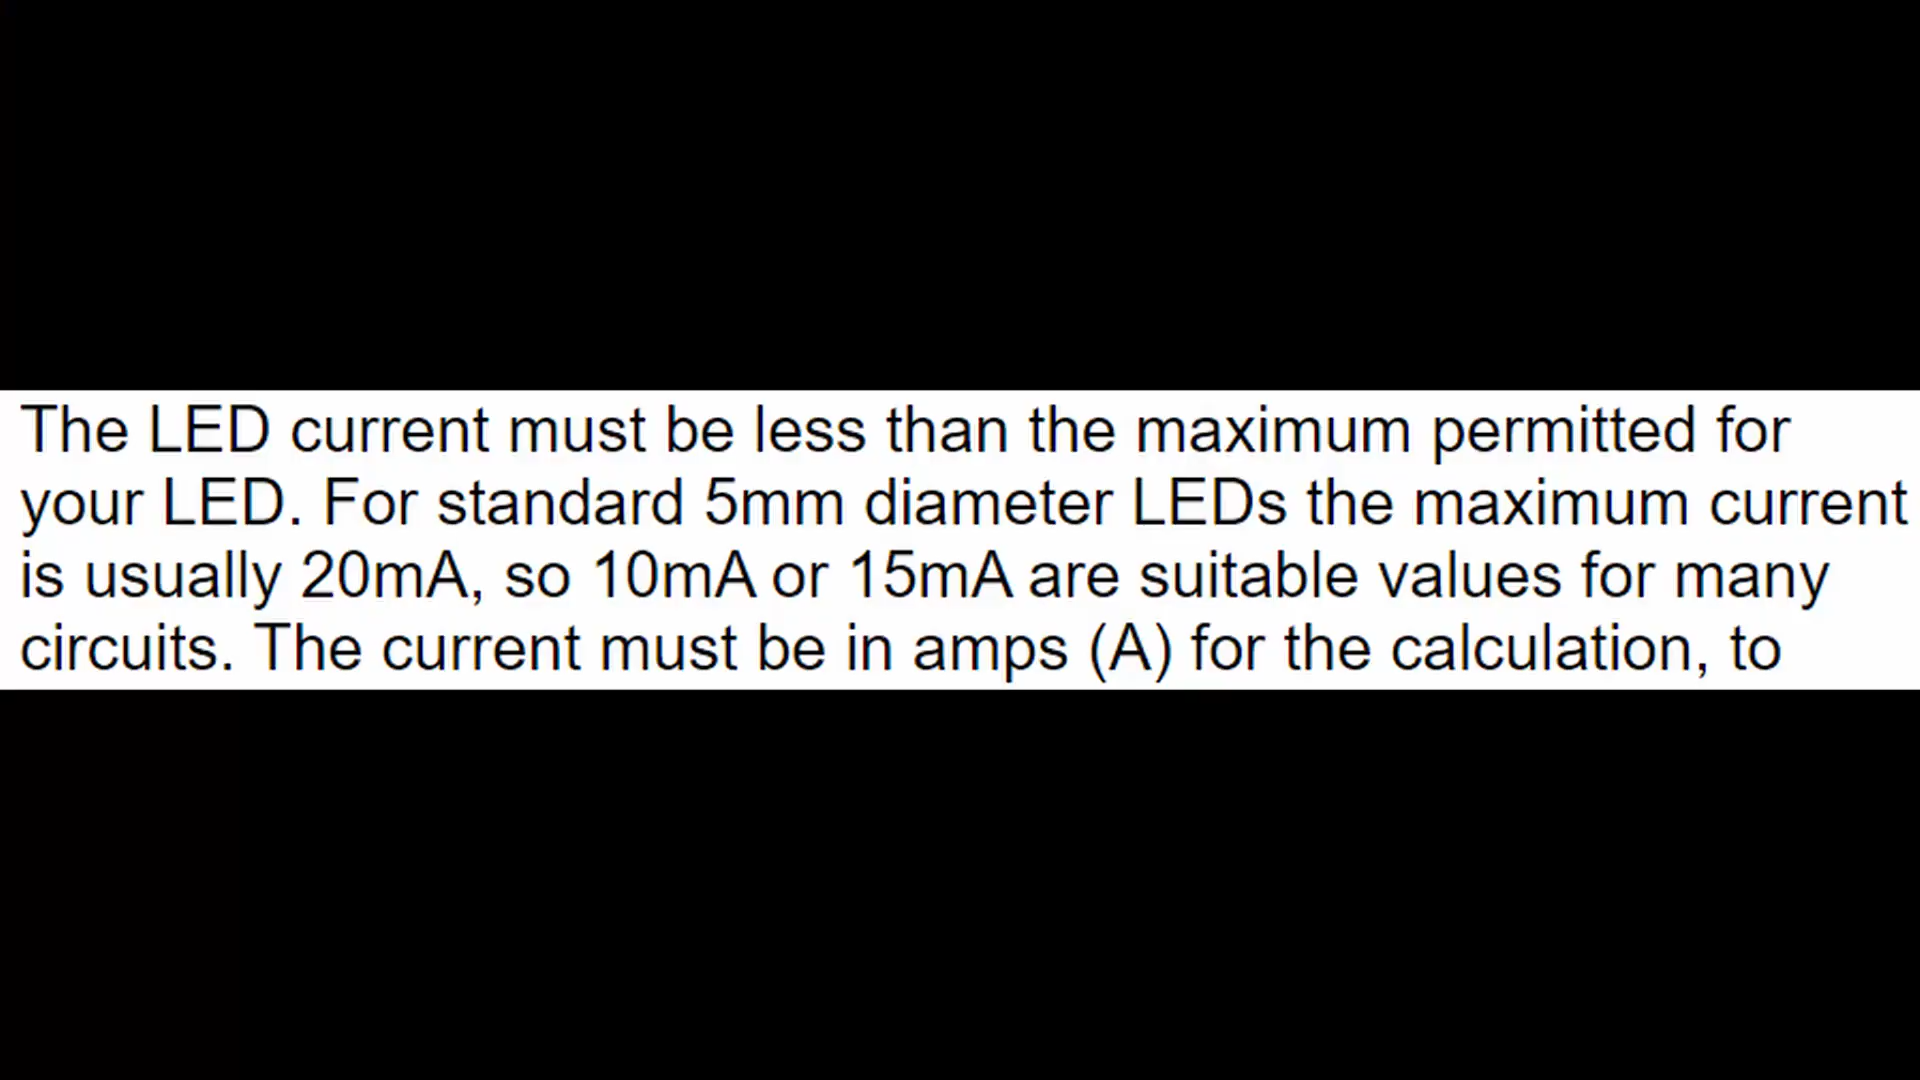 The LED current must be less than the maximum permitted for
your LED. For standard 5mm diameter LEDs the maximum current
is usually 20mA, so 10mA or 15mA are suitable values for many
circuits. The current must be in amps (A) for the calculation, to